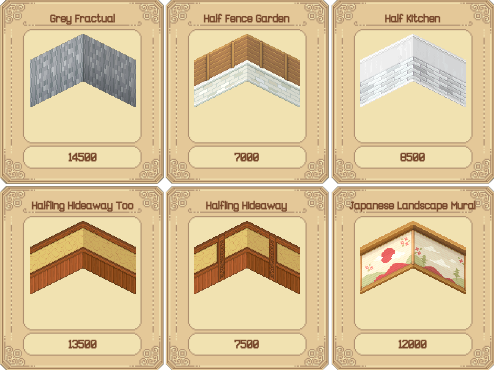 Grey Fractual
Half Fence Garden
Half Kitchen
14500
7000
8500
Halfling Hideaway Too
Halfling Hideaway
Japanese Landscape Mural
13500
7500
12000